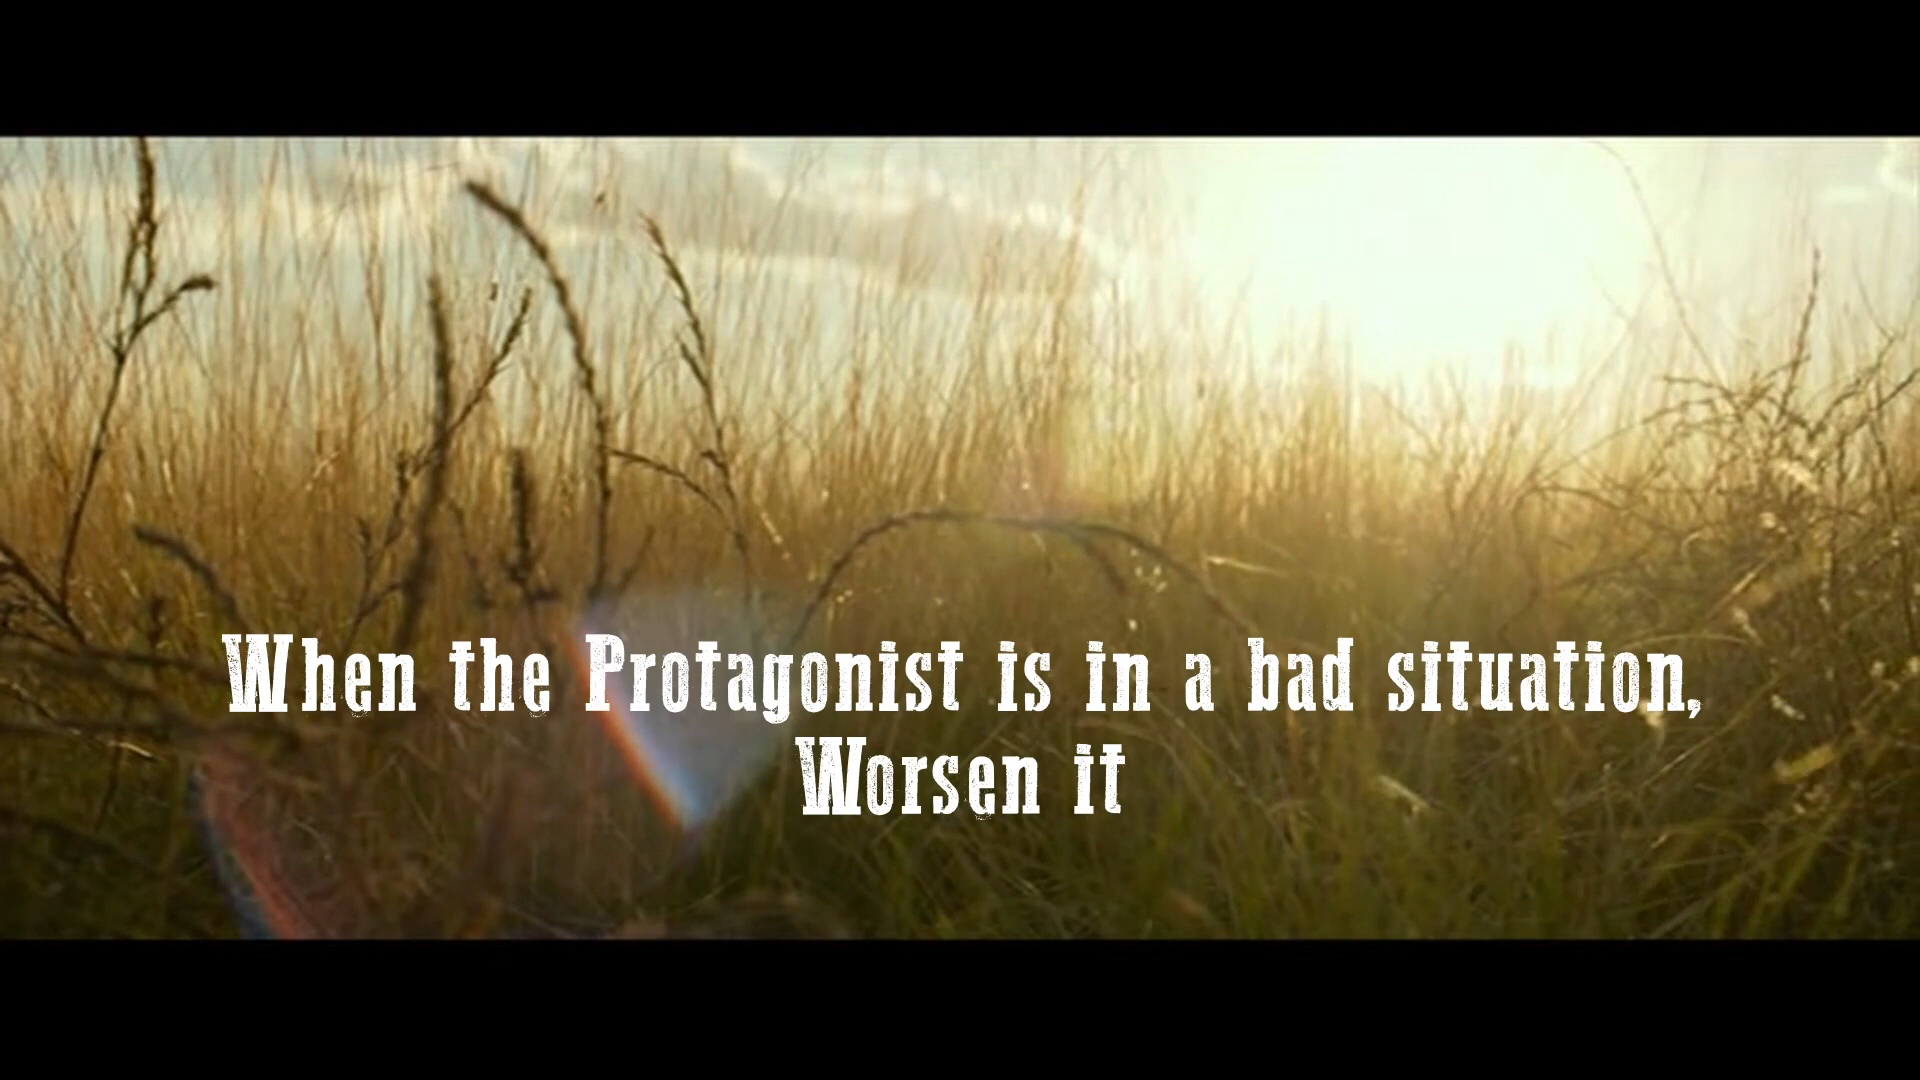 When the Protagonist is in a bad situation,
Worsen it